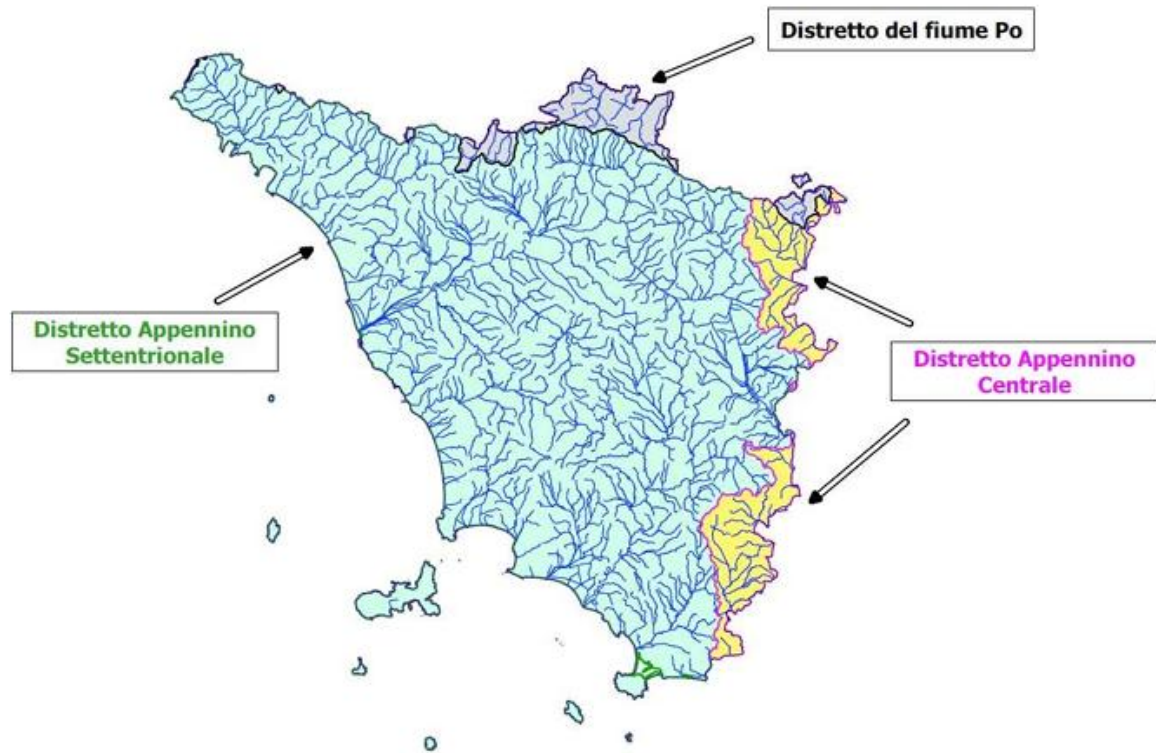 Distretto del fiume Po
Distretto Appennino
Settentrionale
Distretto Appennino
Centrale